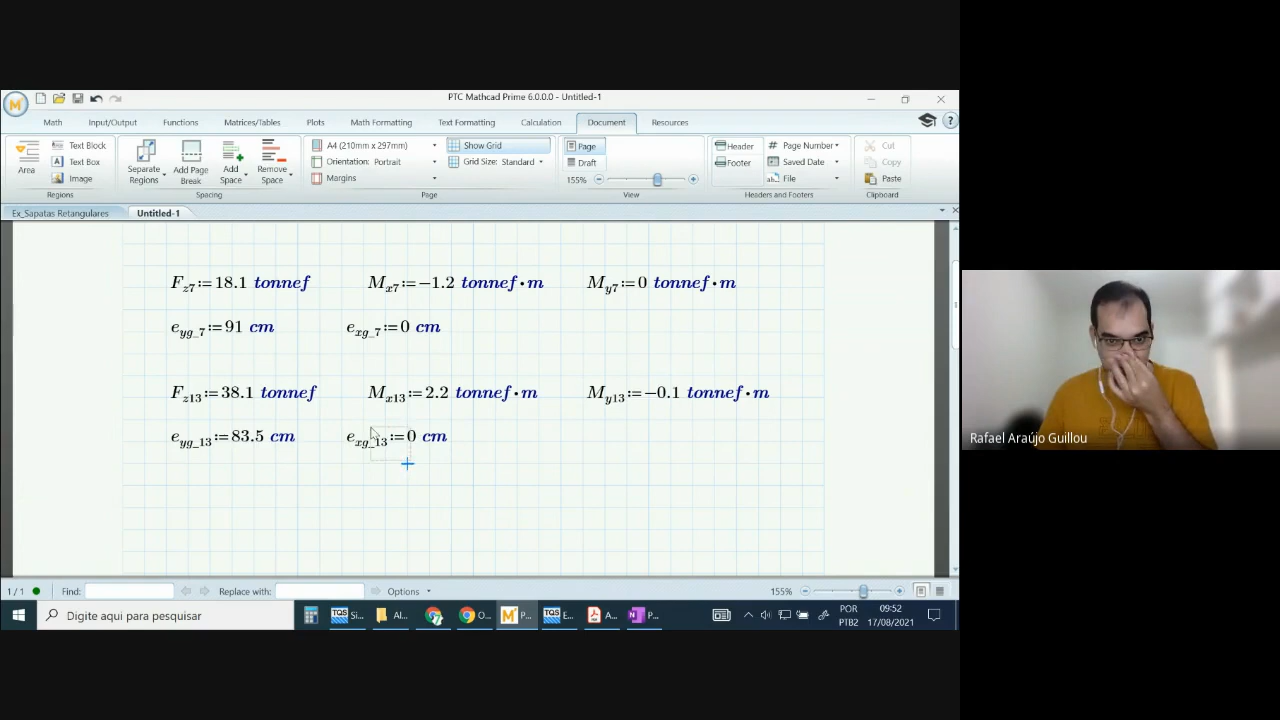 PTC Mathcad Prime 6.0.0.0 - Untitled-1
Math Input/Output Functions Matrices/Tables Plots Math Formatting Text Formatting Calculation Document Resources
Area
Text Block
Text Box
Image
Regions
Separate Regions
Add Page Break
Add Space
Remove Space
Spacing
A4 (210mm x 297mm)
Orientation: Portrait
Margins
Show Grid
Grid Size: Standard
Page
Page
Draft
155%
View
Header
Footer
Page Number
Saved Date
File
Headers and Footers
Cut
Copy
Paste
Clipboard
Ex_Sapatas Retangulares Untitled-1
F_z7:=18.1 tonnef M_x7:=−1.2 tonnef·m M_y7:=0 tonnef·m
e_yg_7:=91 cm e_xg_7:=0 cm
F_z13:=38.1 tonnef M_x13:=2.2 tonnef·m M_y13:=−0.1 tonnef·m
e_yg_13:=83.5 cm e_xg_13:=0 cm
Rafael Araújo Guillou
1/1 Find: Replace with: Options 155%
Digite aqui para pesquisar
TQS Si... Al... O... P... TQS E... A... P...
POR
PTB2
09:52
17/08/2021